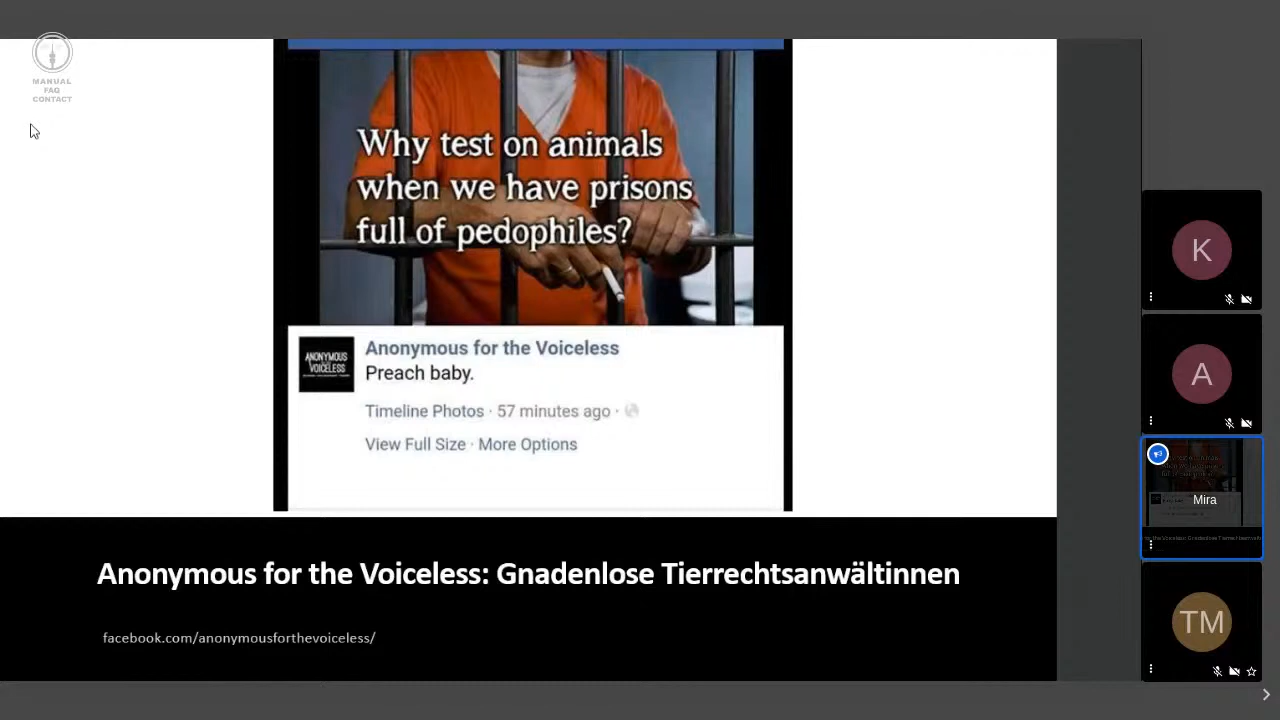 MANUAL
FAQ
CONTACT
Why test on animals
when we have prisons
full of pedophiles?
ANONYMOUS
VOICELESS
Anonymous for the Voiceless
Preach baby.
Timeline Photos · 57 minutes ago ·
View Full Size · More Options
Anonymous for the Voiceless: Gnadenlose Tierrechtsanwältinnen
facebook.com/anonymousforthevoiceless/
K
A
Mira
TM